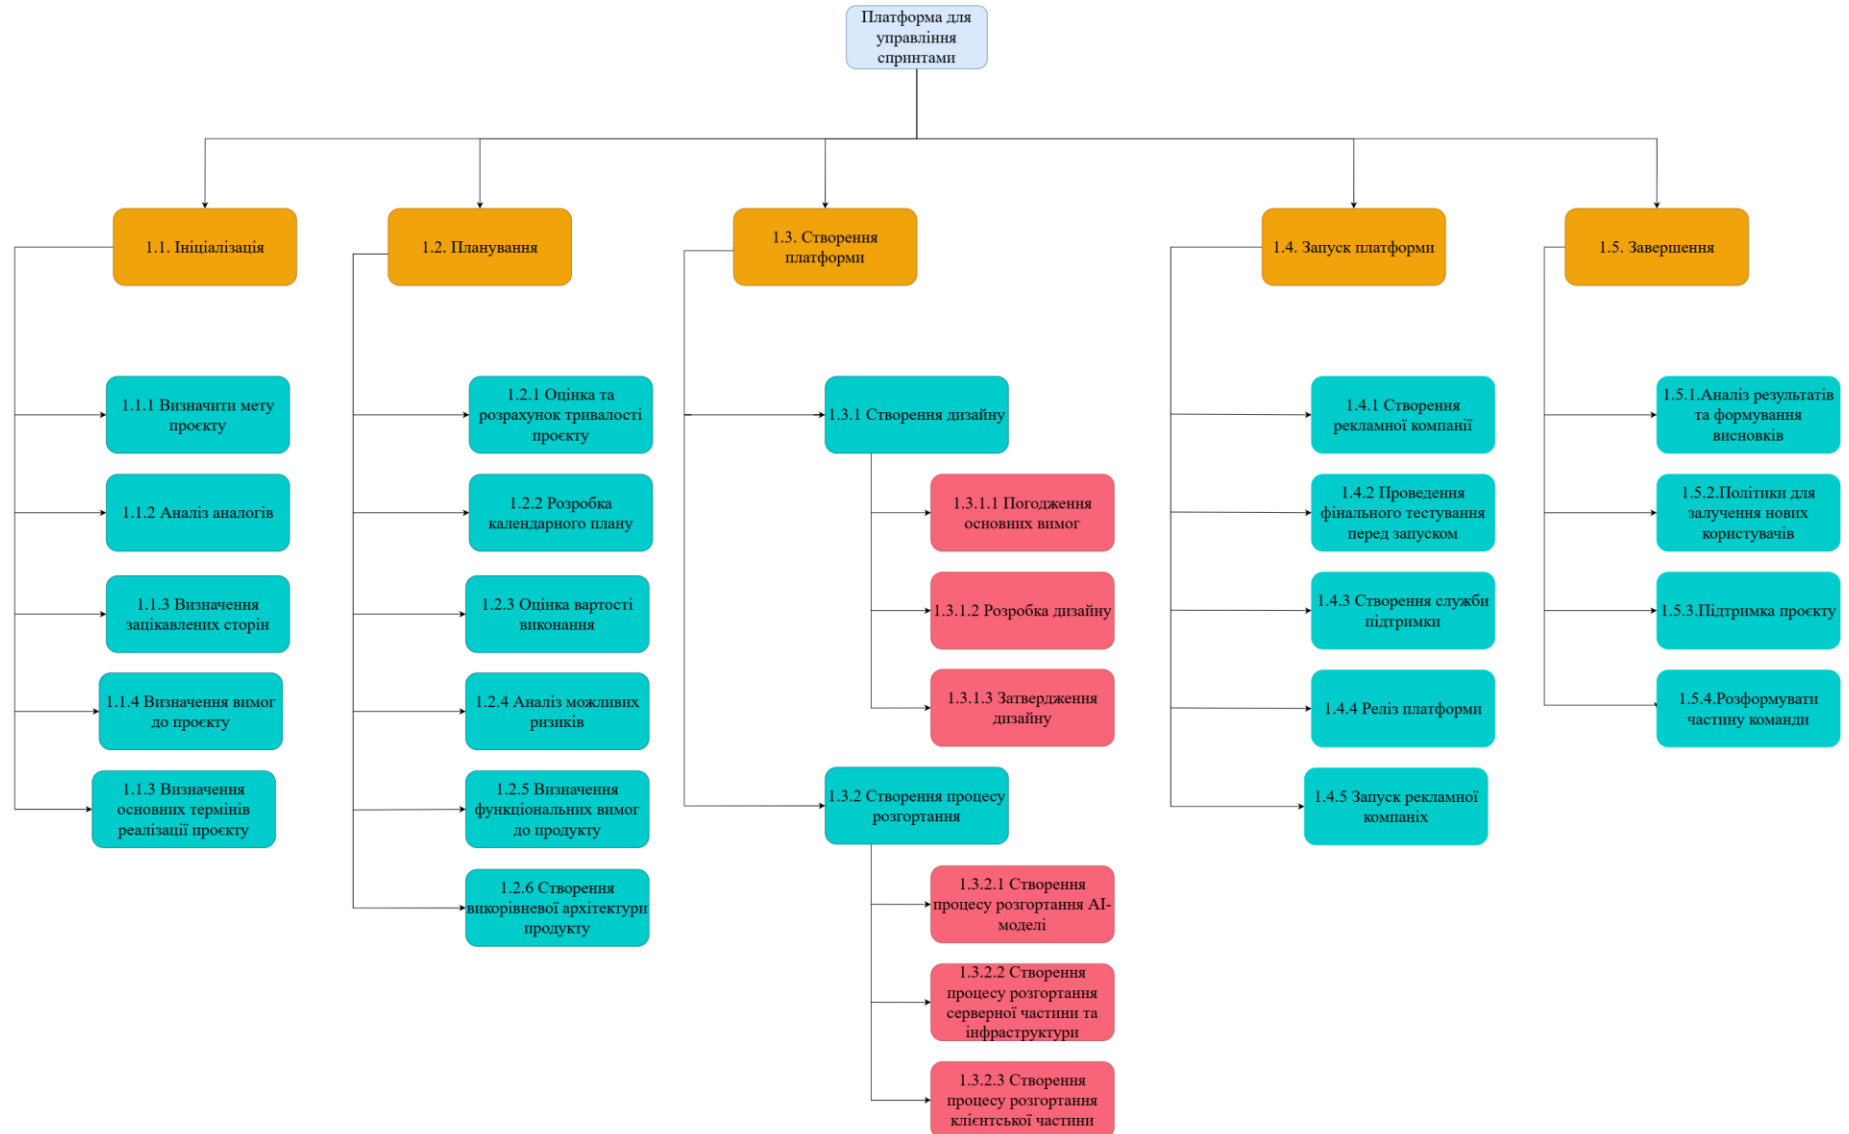 Платформа для
управління
спринтами
1.1. Ініціалізація
1.2. Планування
1.3. Створення
платформи
1.4. Запуск платформи
1.5. Завершення
1.1.1 Визначити мету
проєкту
1.1.2 Аналіз аналогів
1.1.3 Визначення
зацікавлених сторін
1.1.4 Визначення вимог
до проєкту
1.1.3 Визначення
основних термінів
реалізації проєкту
1.2.1 Оцінка та
розрахунок тривалості
проєкту
1.2.2 Розробка
календарного плану
1.2.3 Оцінка вартості
виконання
1.2.4 Аналіз можливих
ризиків
1.2.5 Визначення
функціональних вимог
до продукту
1.2.6 Створення
викорівневої архітектури
продукту
1.3.1 Створення дизайну
1.3.1.1 Погодження
основних вимог
1.3.1.2 Розробка дизайну
1.3.1.3 Затвердження
дизайну
1.3.2 Створення процесу
розгортання
1.3.2.1 Створення
процесу розгортання AI-
моделі
1.3.2.2 Створення
процесу розгортання
серверної частини та
інфраструктури
1.3.2.3 Створення
процесу розгортання
клієнтської частини
1.4.1 Створення
рекламної компанії
1.4.2 Проведення
фінального тестування
перед запуском
1.4.3 Створення служби
підтримки
1.4.4 Реліз платформи
1.4.5 Запуск рекламної
компаніх
1.5.1.Аналіз результатів
та формування
висновків
1.5.2.Політики для
залучення нових
користувачів
1.5.3.Підтримка проєкту
1.5.4.Розформувати
частину команди